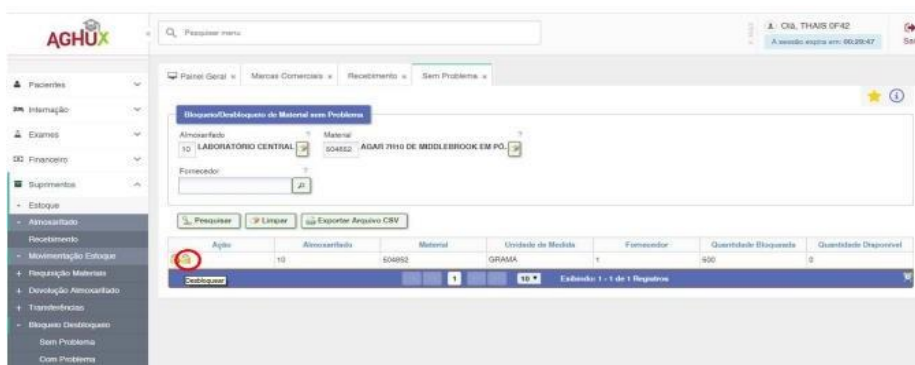 AGHUX
Pesquisar menu
Olá, THAIS 0F42
A sessão expira em: 00:29:47
Pacientes
Internação
Exames
Financeiro
Suprimentos
Estoque
Almoxarifado
Recebimento
Movimentação Estoque
Requisição Materiais
Devolução Almoxarifado
Transferências
Bloqueio Desbloqueio
Sem Problema
Com Problema
Painel Geral x Marcas Comerciais x Recebimento x Sem Problema x
Bloqueio/Desbloqueio de Material sem Problema
Almoxarifado ? Material ?
10 LABORATÓRIO CENTRAL 504652 AGAR 7H10 DE MIDDLEBROOK EM PÓ,
Fornecedor ?
Pesquisar Limpar Exportar Arquivo CSV
Ação Almoxarifado Material Unidade de Medida Fornecedor Quantidade Bloqueada Quantidade Disponível
10 504652 GRAMA 1 500 0
Desbloquear
1 10 Exibindo: 1 - 1 de 1 Registros